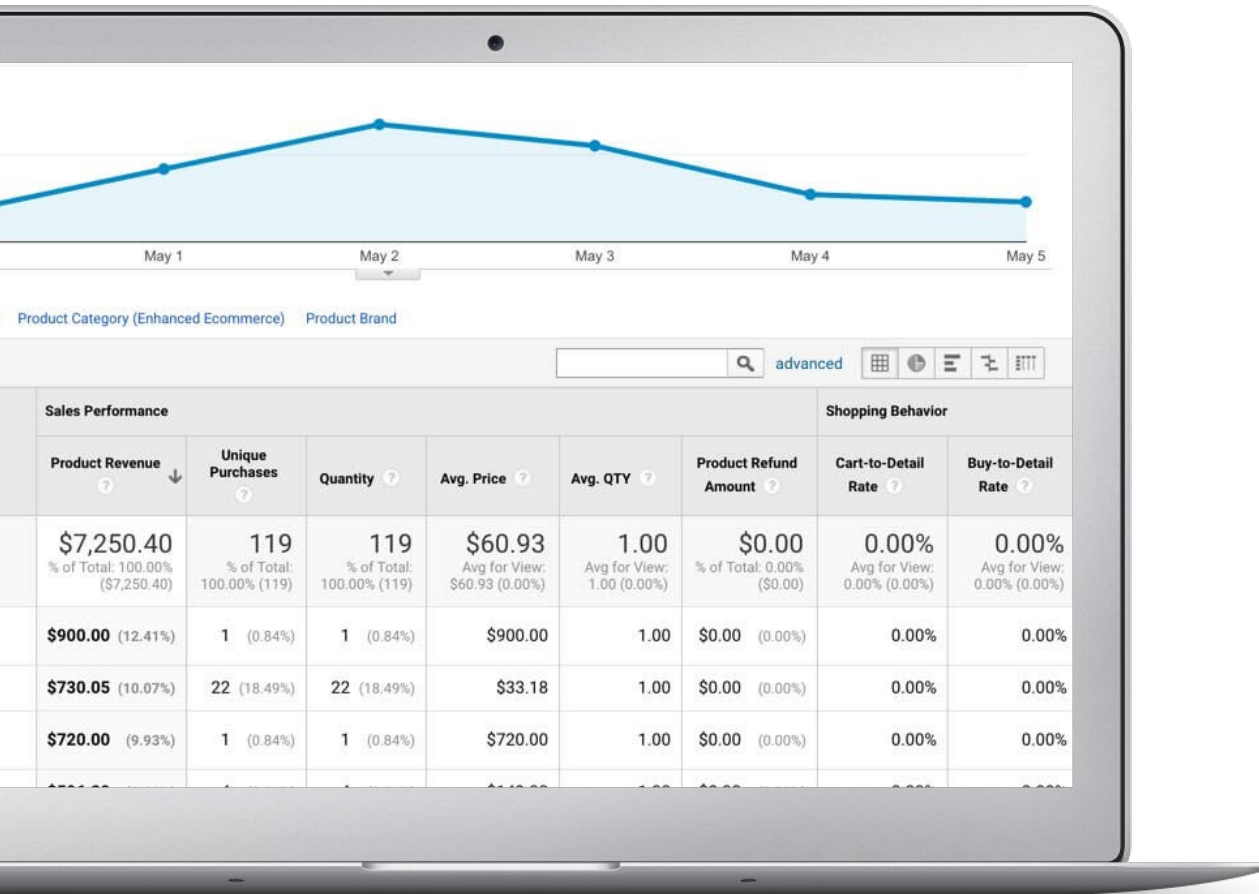 May 1 May 2 May 3 May 4 May 5
Product Category (Enhanced Ecommerce) Product Brand
advanced
Sales Performance Shopping Behavior
Product Revenue ? Unique Purchases ? Quantity ? Avg. Price ? Avg. QTY ? Product Refund Amount ? Cart-to-Detail Rate ? Buy-to-Detail Rate ?
$7,250.40 119 119 $60.93 1.00 $0.00 0.00% 0.00%
% of Total: 100.00% % of Total: % of Total: Avg for View: Avg for View: % of Total: 0.00% Avg for View: Avg for View:
($7,250.40) 100.00% (119) 100.00% (119) $60.93 (0.00%) 1.00 (0.00%) ($0.00) 0.00% (0.00%) 0.00% (0.00%)
$900.00 (12.41%) 1 (0.84%) 1 (0.84%) $900.00 1.00 $0.00 (0.00%) 0.00% 0.00%
$730.05 (10.07%) 22 (18.49%) 22 (18.49%) $33.18 1.00 $0.00 (0.00%) 0.00% 0.00%
$720.00 (9.93%) 1 (0.84%) 1 (0.84%) $720.00 1.00 $0.00 (0.00%) 0.00% 0.00%